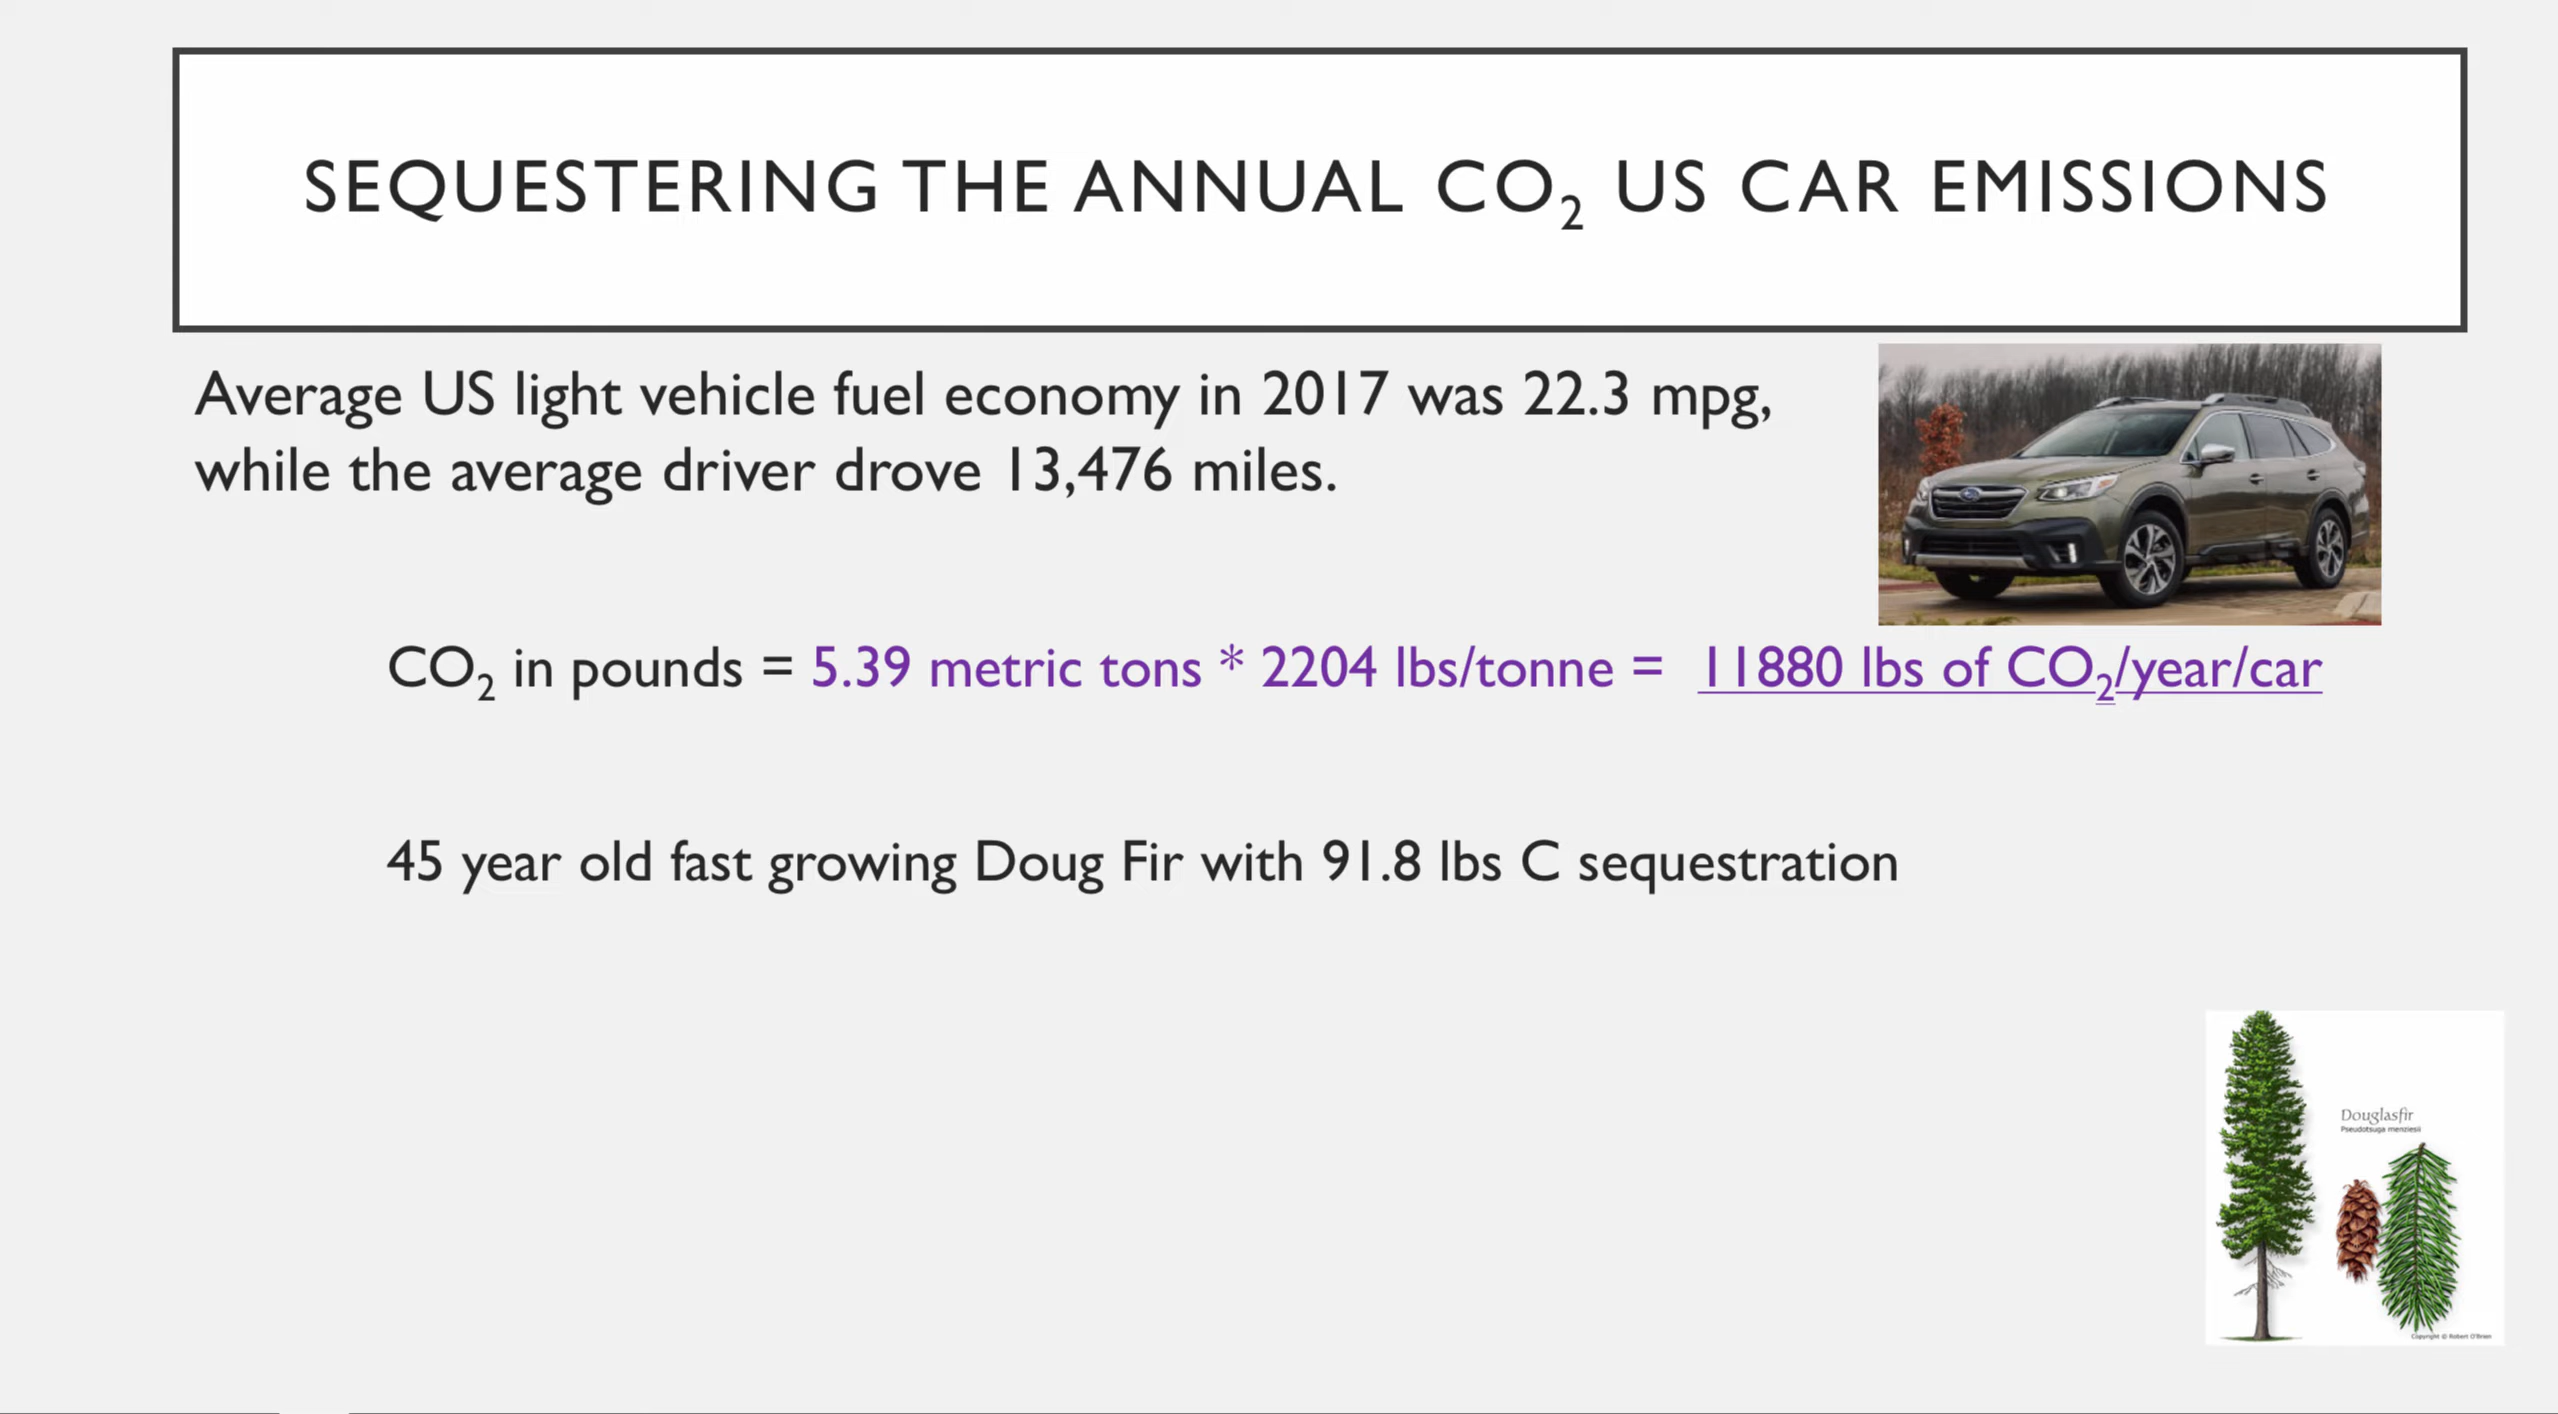 SEQUESTERING THE ANNUAL CO₂ US CAR EMISSIONS
Average US light vehicle fuel economy in 2017 was 22.3 mpg,
while the average driver drove 13,476 miles.
CO₂ in pounds = 5.39 metric tons * 2204 lbs/tonne = 11880 lbs of CO₂/year/car
45 year old fast growing Doug Fir with 91.8 lbs C sequestration
Douglasfir
Pseudotsuga menziesii
Copyright © Robert O'Brien